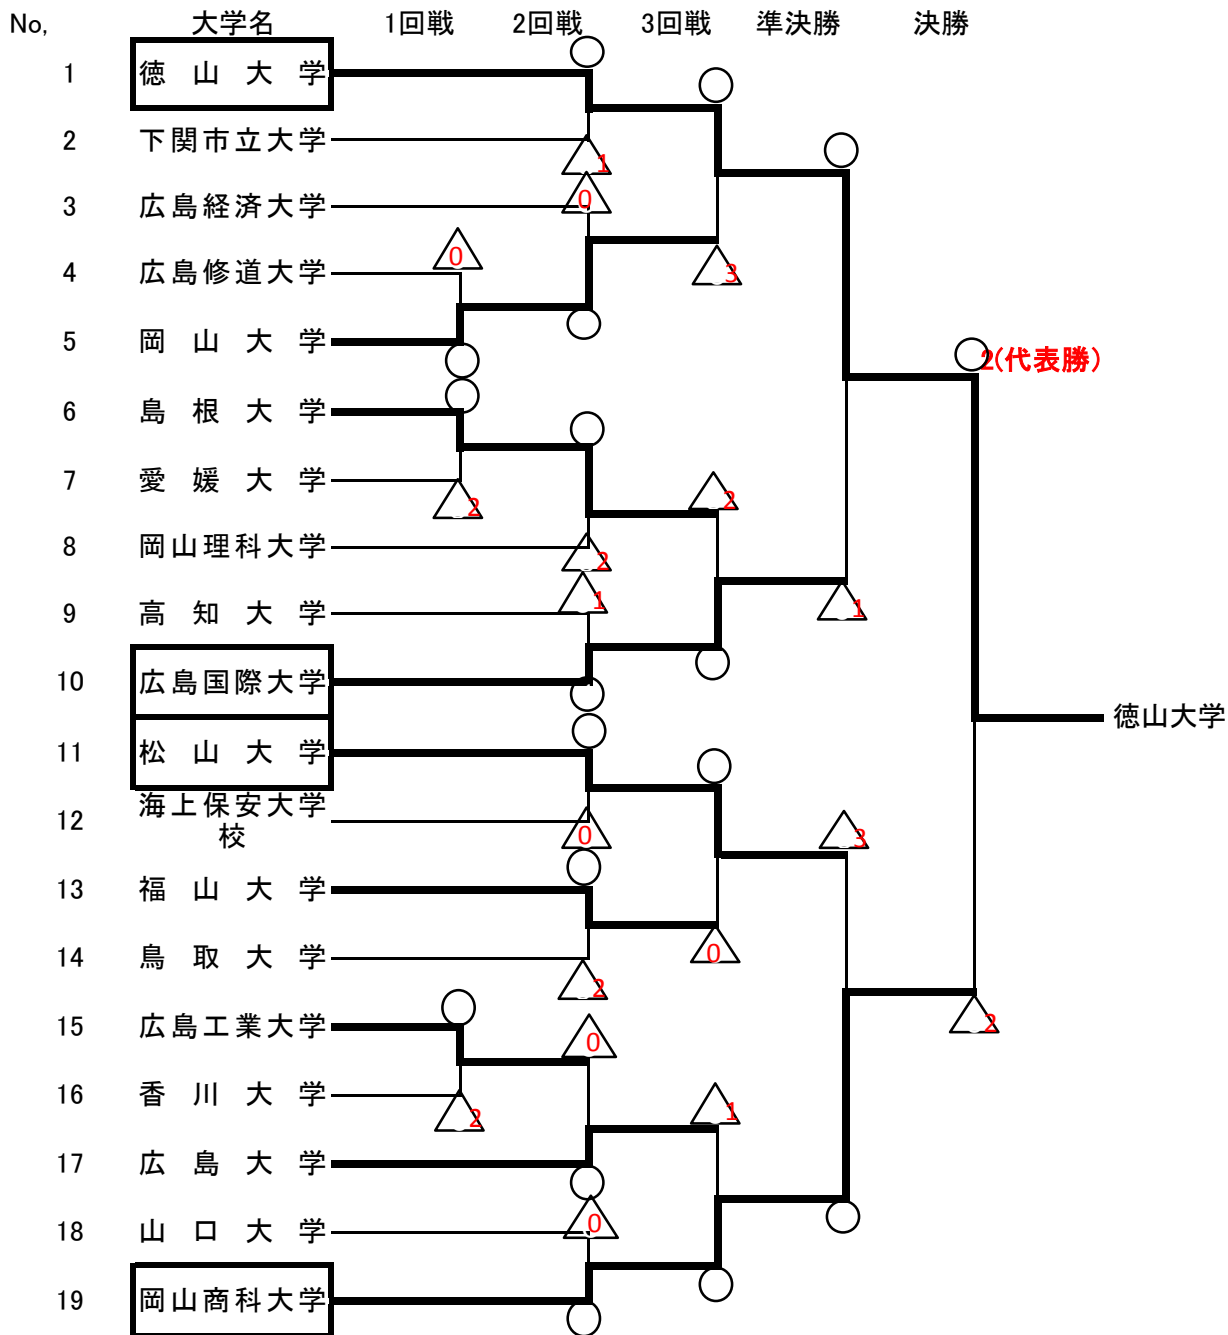 No, 大学名 1回戦 2回戦 3回戦 準決勝 決勝
1 徳山大学
2 下関市立大学
1
3 広島経済大学 0
4 広島修道大学 0
3
5 岡山大学
2(代表勝)
6 島根大学
7 愛媛大学 2
2
8 岡山理科大学 2
9 高知大学 1
1
10 広島国際大学
徳山大学
11 松山大学
12 海上保安大学校 0
3
13 福山大学
14 鳥取大学 2
0
15 広島工業大学 0
2
16 香川大学 2
1
17 広島大学
18 山口大学 0
19 岡山商科大学